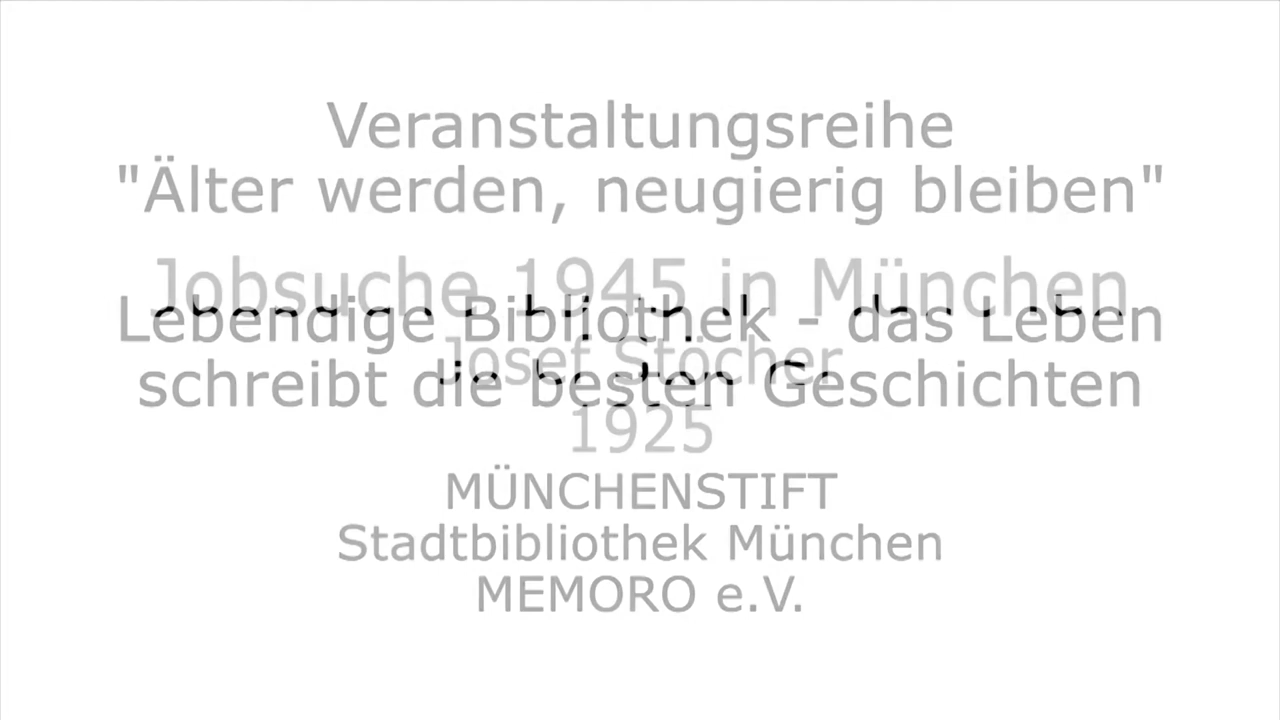 Veranstaltungsreihe
"Älter werden, neugierig bleiben"
Jobsuche 1945 in München
Lebendige Bibliothek - das Leben
Josef Stöcher
schreibt die besten Geschichten
1925
MÜNCHENSTIFT
Stadtbibliothek München
MEMORO e.V.